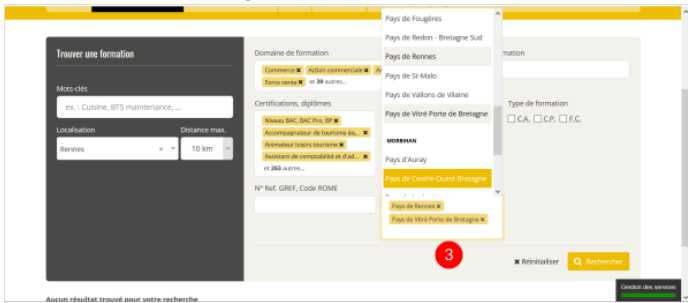 Trouver une formation
Mots-clés
ex. : Cuisine, BTS maintenance, ...
Localisation
Distance max.
Rennes
10 km
Domaine de formation
Commerce ✖ Action commerciale ✖
Force vente ✖ et 39 autres...
Certifications, diplômes
Niveau BAC, BAC Pro, BP ✖
Accompagnateur de tourisme éq... ✖
Animateur loisirs tourisme ✖
Assistant de comptabilité et d'ad... ✖
et 263 autres...
N° Ref. GREF, Code ROME
Pays de Fougères
Pays de Redon - Bretagne Sud
Pays de Rennes
Pays de St-Malo
Pays de Vallons de Vilaine
Pays de Vitré Porte de Bretagne
MORBIHAN
Pays d'Auray
Pays de Centre-Ouest Bretagne
Pays de Rennes ✖
Pays de Vitré Porte de Bretagne ✖
3
mation
Type de formation
C.A. C.P. F.C.
✖ Réinitialiser
Rechercher
Gestion des services
Aucun résultat trouvé pour votre recherche